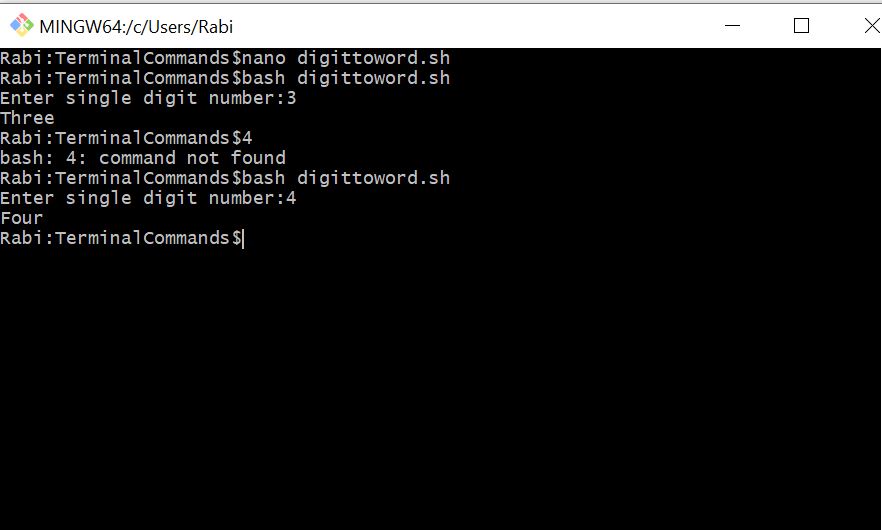 MINGW64:/c/Users/Rabi
Rabi:TerminalCommands$nano digittoword.sh
Rabi:TerminalCommands$bash digittoword.sh
Enter single digit number:3
Three
Rabi:TerminalCommands$4
bash: 4: command not found
Rabi:TerminalCommands$bash digittoword.sh
Enter single digit number:4
Four
Rabi:TerminalCommands$